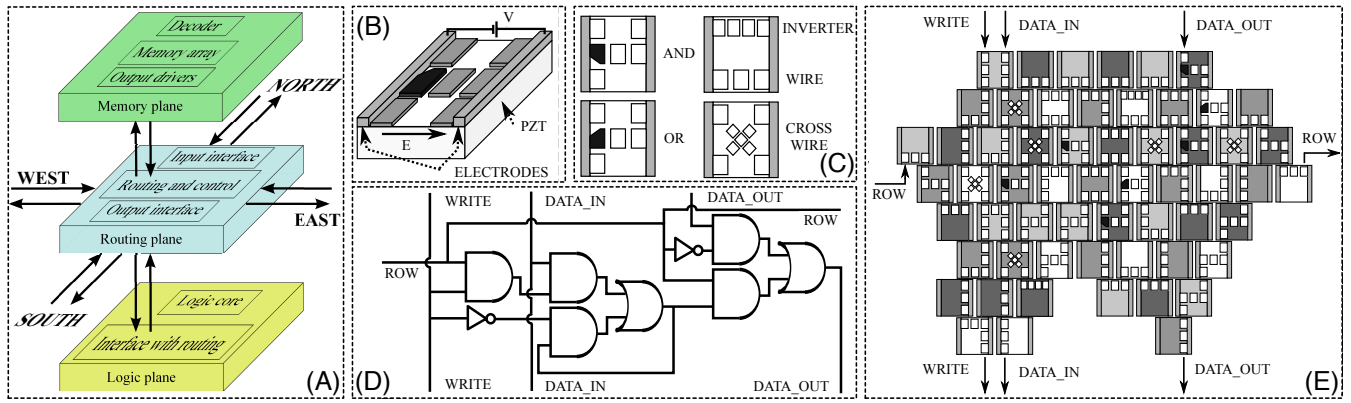 Decoder
Memory array
Output drivers
Memory plane
NORTH
Input interface
WEST
Routing and control
Output interface
EAST
Routing plane
SOUTH
Logic core
Interface with routing
Logic plane
(A)
(B)
V
E
PZT
ELECTRODES
AND
INVERTER
WIRE
OR
CROSS
WIRE
(C)
WRITE
DATA_IN
DATA_OUT
ROW
ROW
WRITE
DATA_IN
DATA_OUT
(D)
WRITE
DATA_IN
DATA_OUT
ROW
ROW
WRITE
DATA_IN
DATA_OUT
(E)